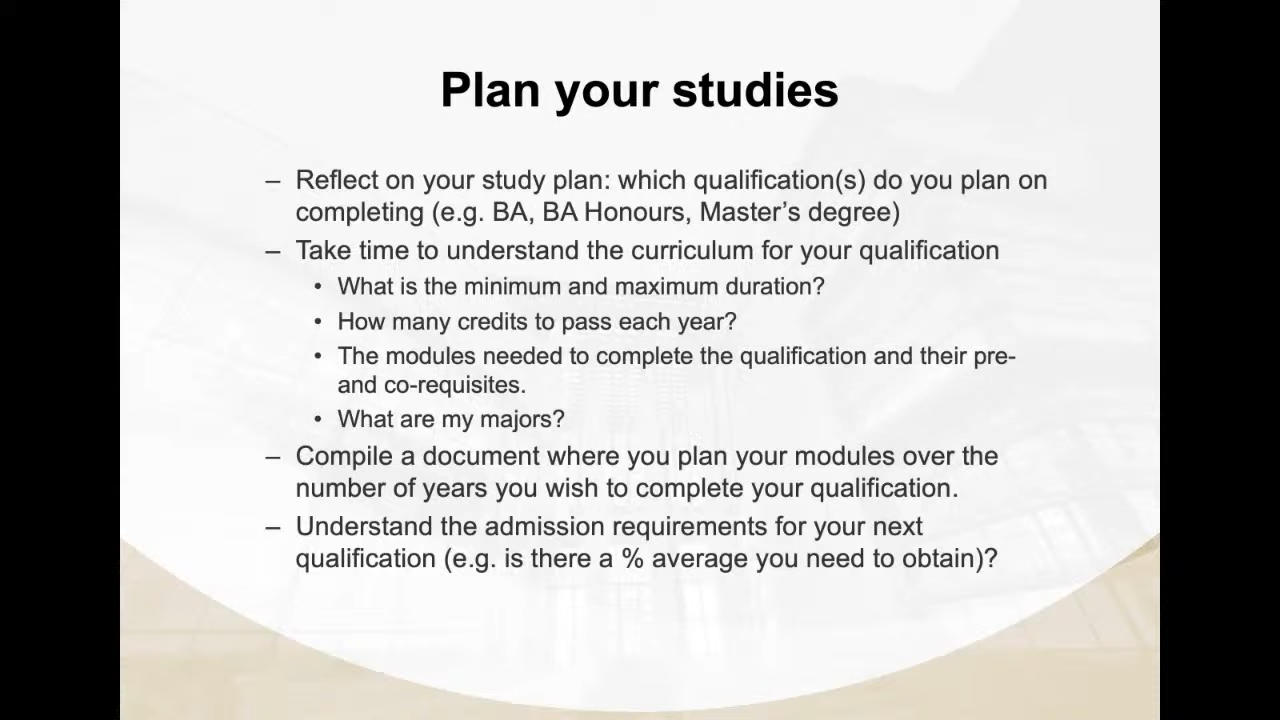 Plan your studies
– Reflect on your study plan: which qualification(s) do you plan on
completing (e.g. BA, BA Honours, Master’s degree)
– Take time to understand the curriculum for your qualification
• What is the minimum and maximum duration?
• How many credits to pass each year?
• The modules needed to complete the qualification and their pre-
and co-requisites.
• What are my majors?
– Compile a document where you plan your modules over the
number of years you wish to complete your qualification.
– Understand the admission requirements for your next
qualification (e.g. is there a % average you need to obtain)?